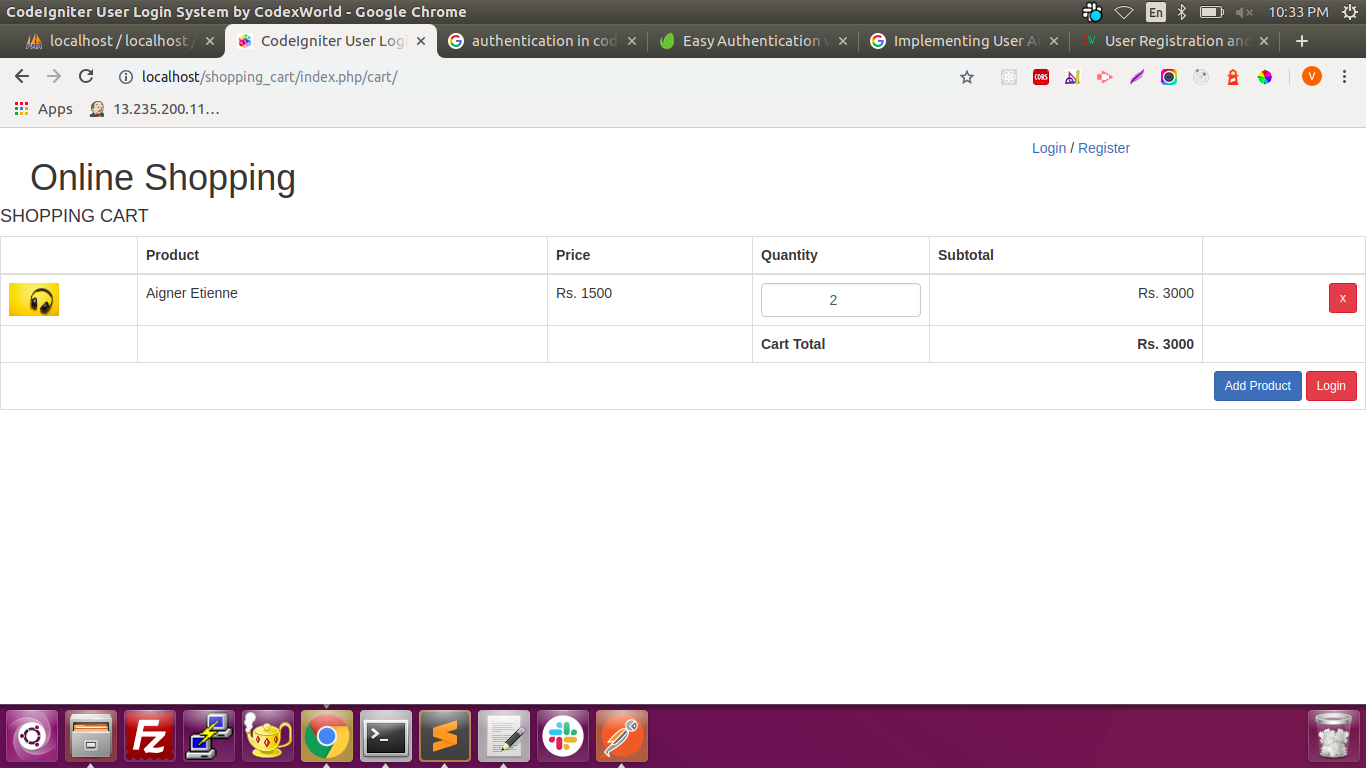 CodeIgniter User Login System by CodexWorld - Google Chrome
En
10:33 PM
localhost / localhost /
CodeIgniter User Log
authentication in cod
Easy Authentication
Implementing User A
User Registration and
localhost/shopping_cart/index.php/cart/
CORS
V
Apps
13.235.200.11...
Login / Register
Online Shopping
SHOPPING CART
Product Price Quantity Subtotal
Aigner Etienne Rs. 1500 2 Rs. 3000 x
Cart Total Rs. 3000
Add Product Login
Fz